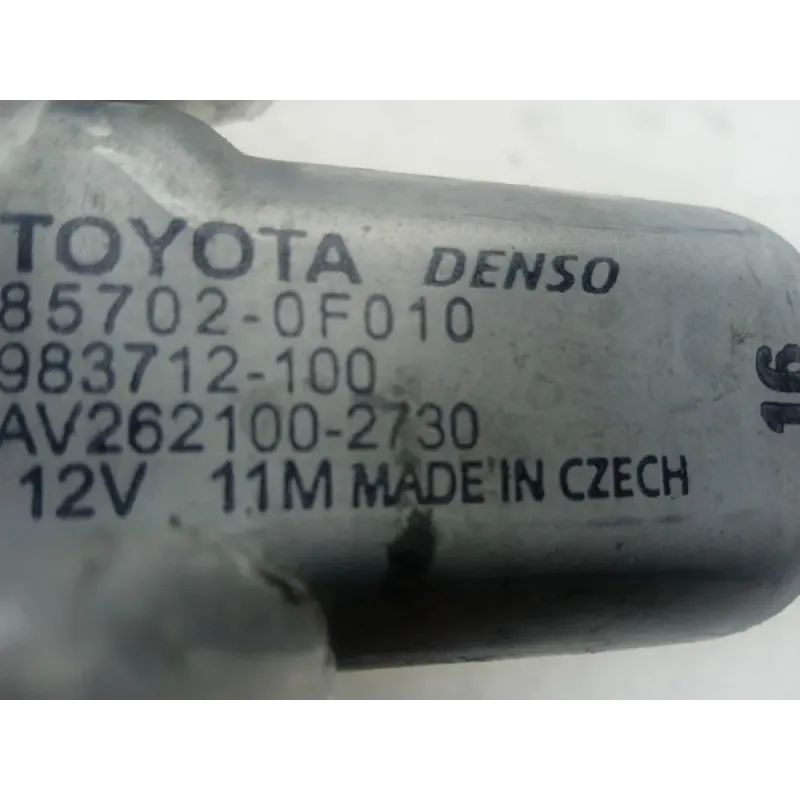 TOYOTA DENSO
85702-0F010
983712-100
AV262100-2730
12V 11M MADE IN CZECH
16